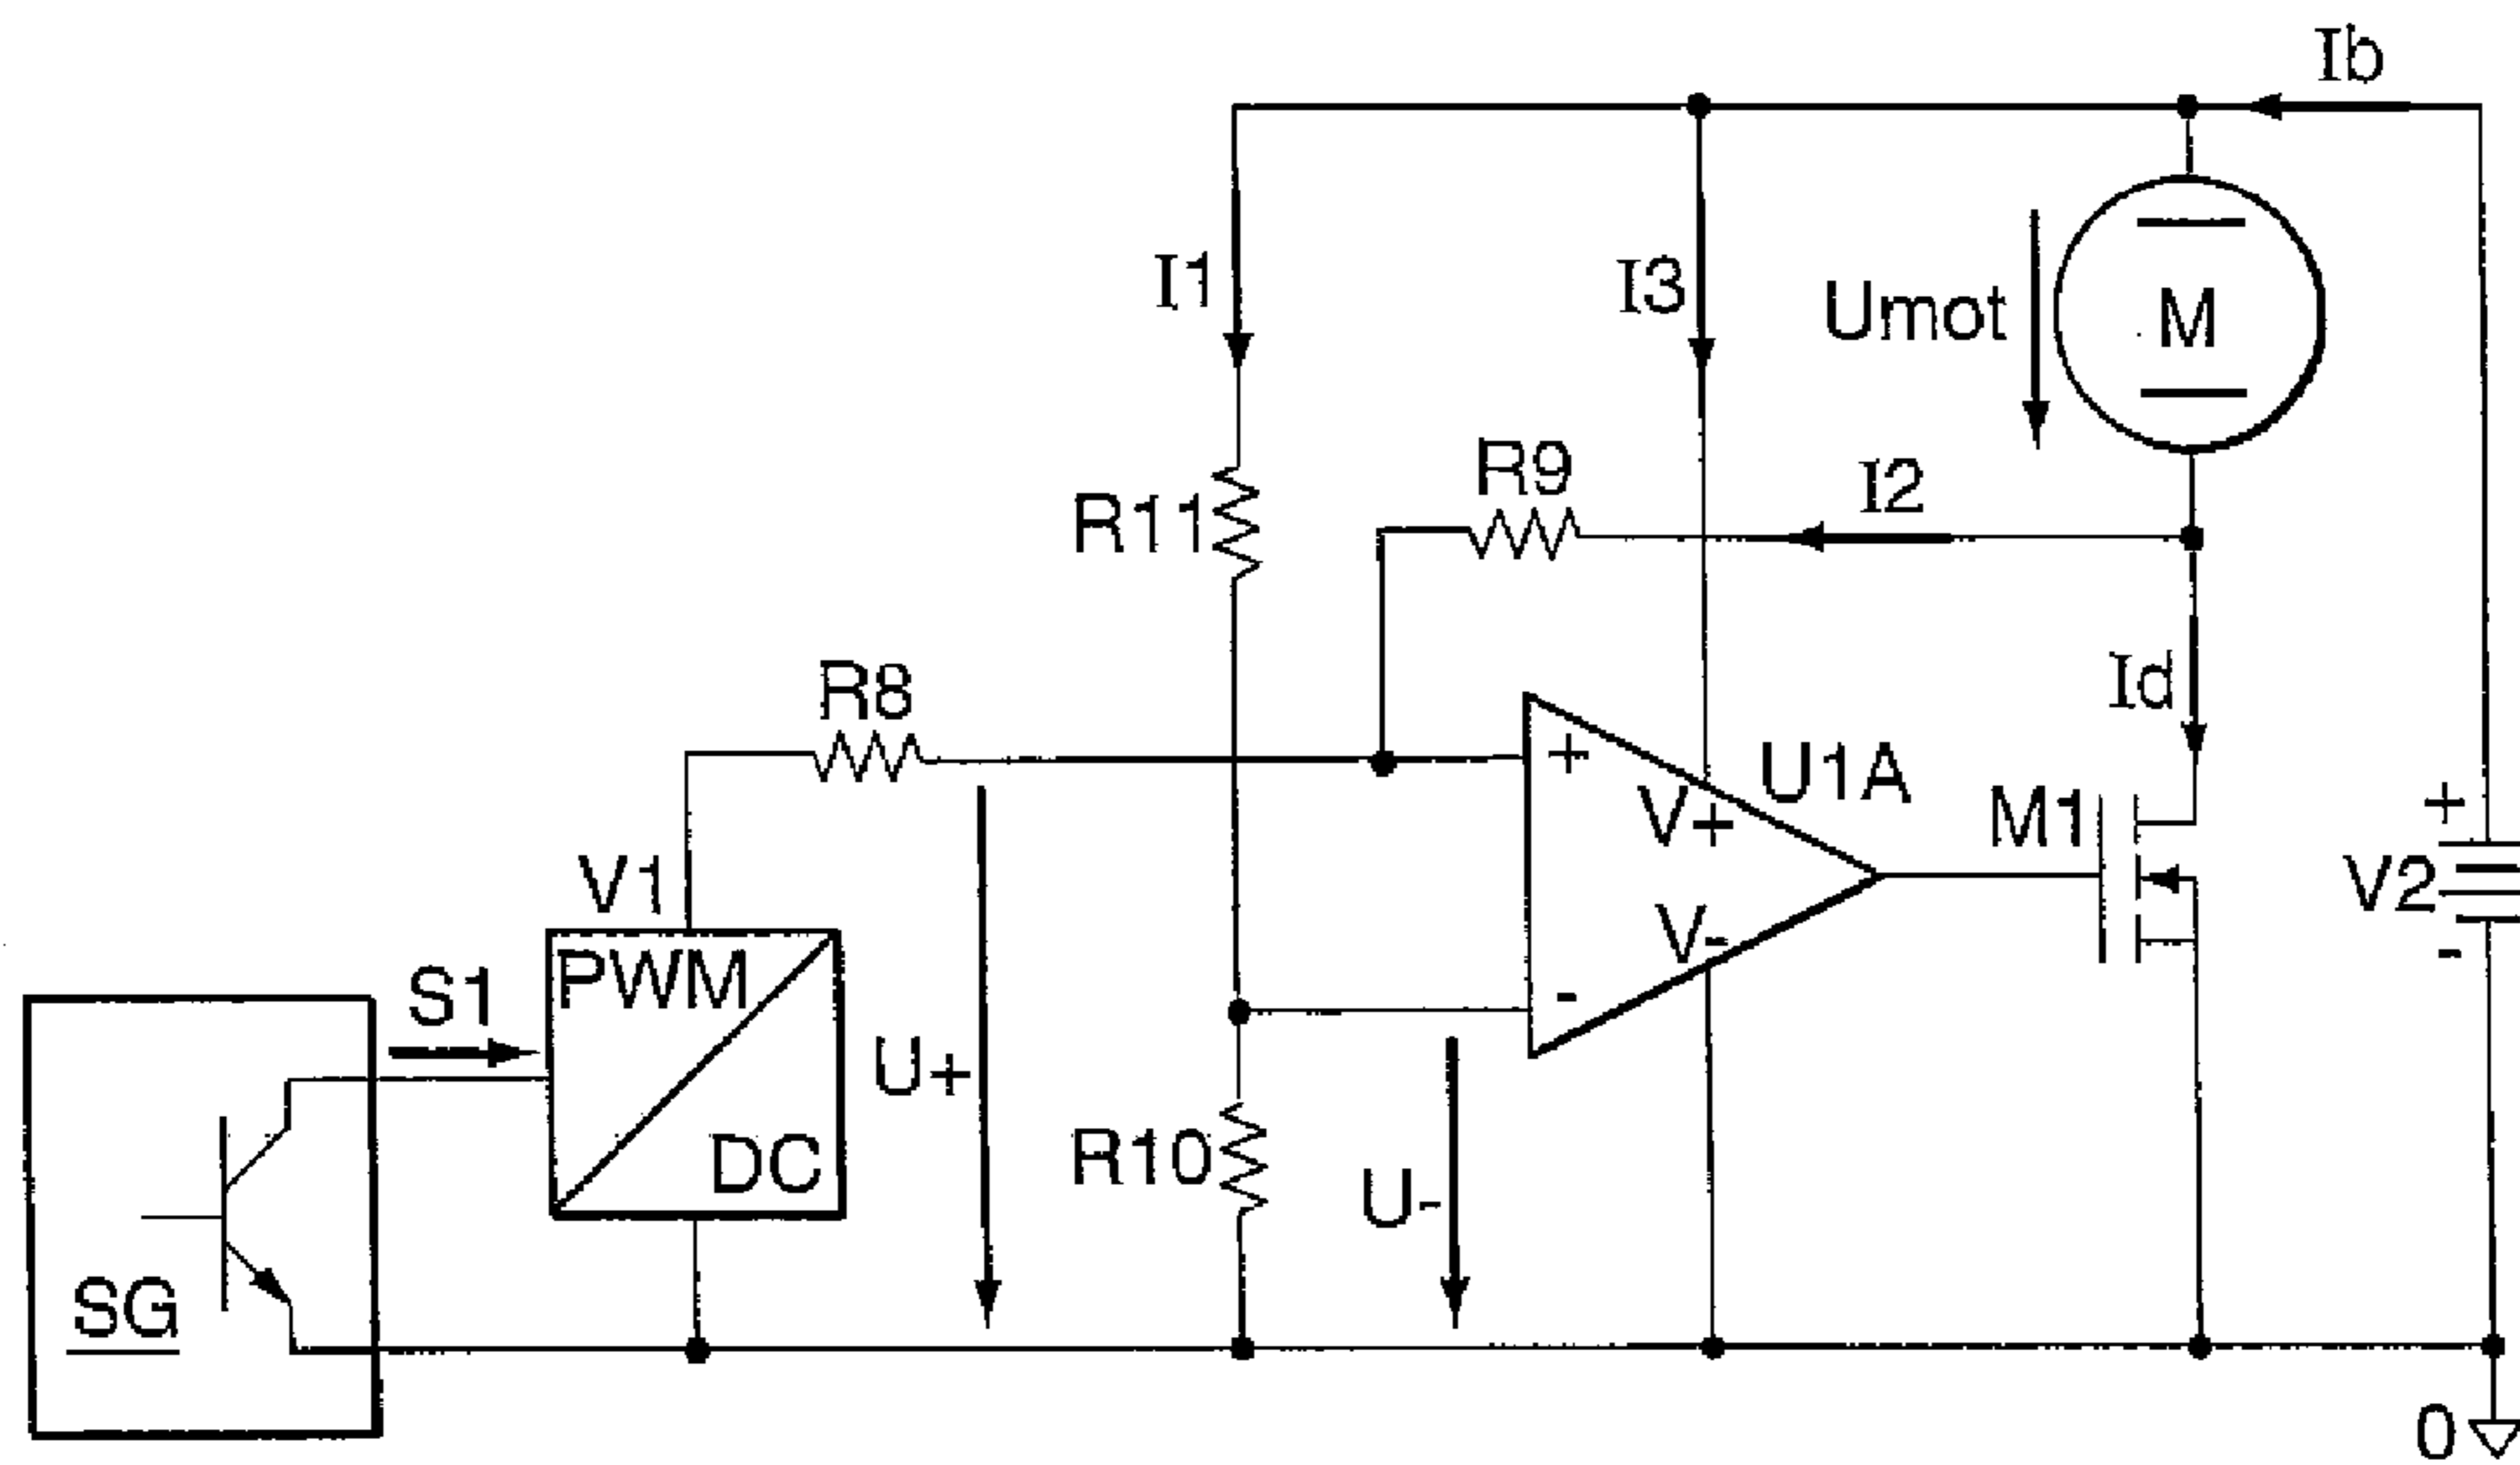 Ib
I1
I3
Umot
M
R9
I2
R11
R8
Id
+
V+
U1A
M1
+
V1
V2
V-
PWM
S1
-
-
U+
DC
R10
U-
SG
0